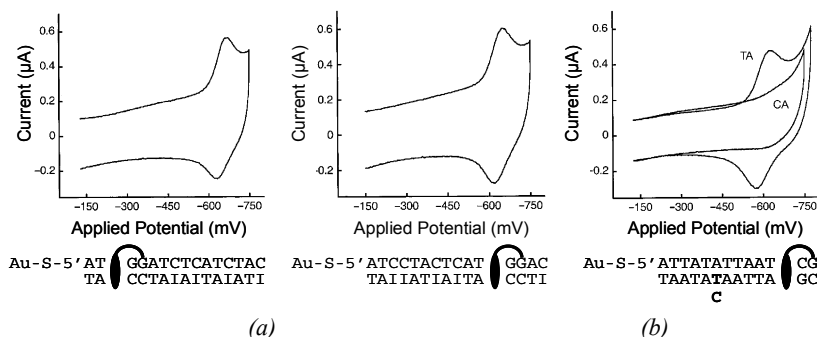 0.6
0.4
0.2
0
−0.2
Current (µA)
−150 −300 −450 −600 −750
Applied Potential (mV)
Au-S-5'AT GGATCTCATCTAC
TA CCTAIAITAIATI
0.6
0.4
0.2
0
−0.2
Current (µA)
−150 −300 −450 −600 −750
Applied Potential (mV)
ATCCTACTCAT GGAC
TAIIATIAITA CCTI
(a)
0.6
0.4
0.2
0
−0.2
Current (µA)
TA
CA
−150 −300 −450 −600 −750
Applied Potential (mV)
Au-S-5'ATTATATTAAT CG
TAATATAATTA GC
C
(b)